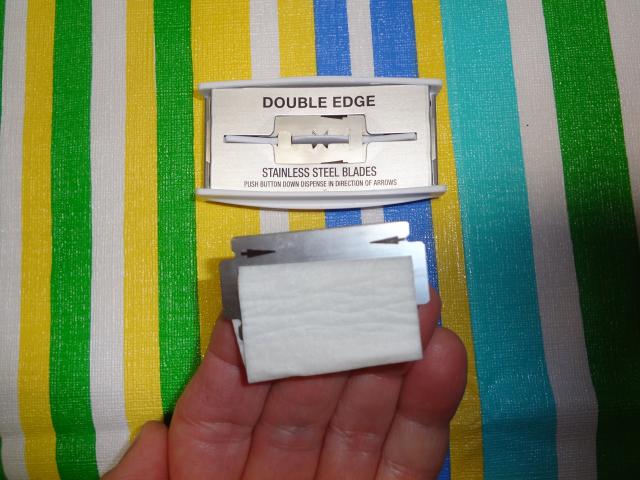 DOUBLE EDGE
STAINLESS STEEL BLADES
PUSH BUTTON DOWN DISPENSE IN DIRECTION OF ARROWS